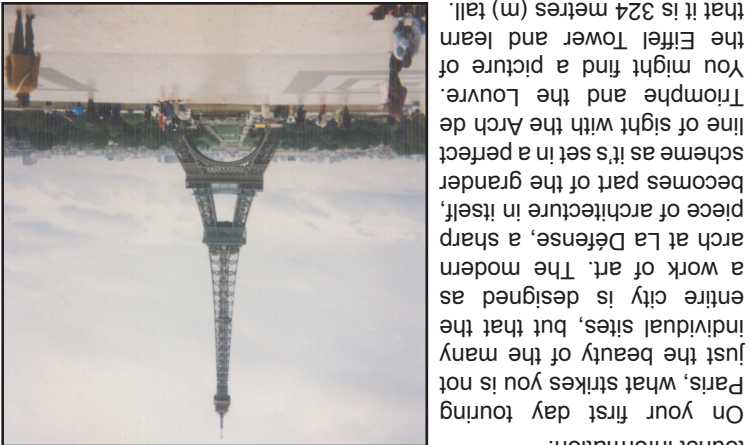 tourist information:
On your first day touring
Paris, what strikes you is not
just the beauty of the many
individual sites, but that the
entire city is designed as
a work of art. The modern
arch at La Défense, a sharp
piece of architecture in itself,
becomes part of the grander
scheme as it's set in a perfect
line of sight with the Arch de
Triomphe and the Louvre.
You might find a picture of
the Eiffel Tower and learn
that it is 324 metres (m) tall.